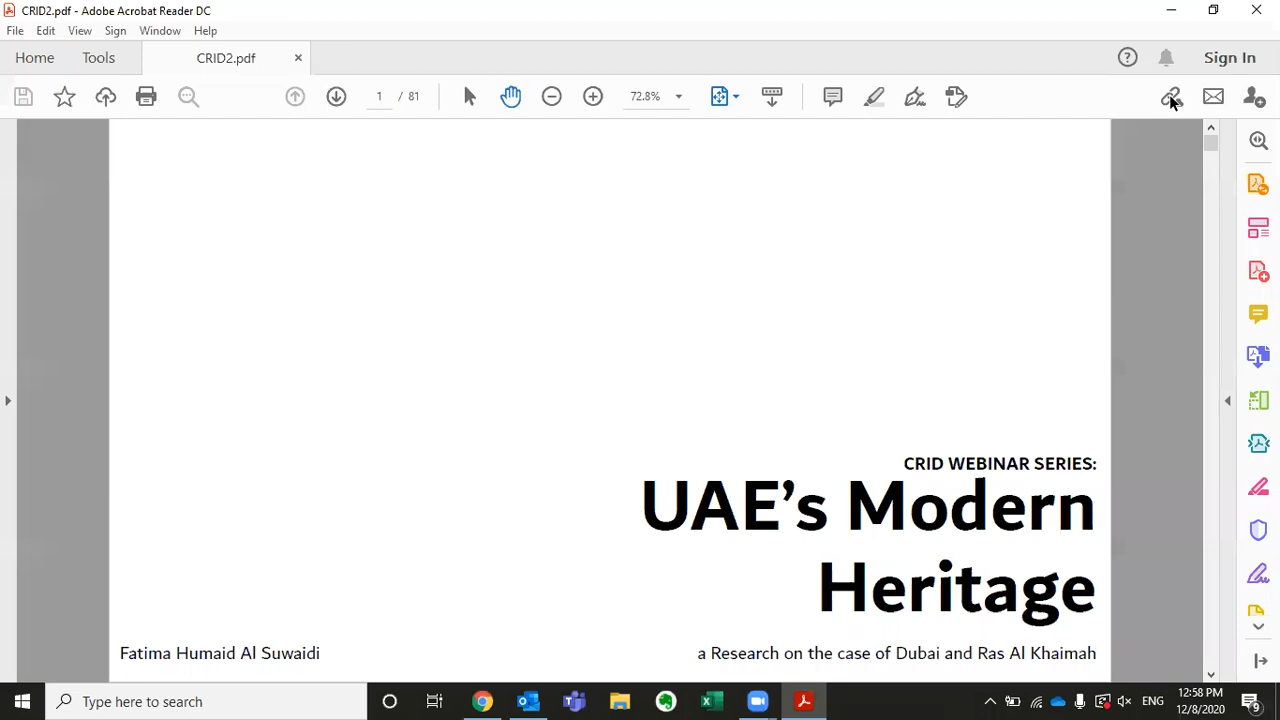 CRID2.pdf - Adobe Acrobat Reader DC
File Edit View Sign Window Help
Home Tools CRID2.pdf × Sign In
1 / 81 72.8%
CRID WEBINAR SERIES:
UAE's Modern
Heritage
Fatima Humaid Al Suwaidi a Research on the case of Dubai and Ras Al Khaimah
Type here to search ENG 12:58 PM
12/8/2020 9